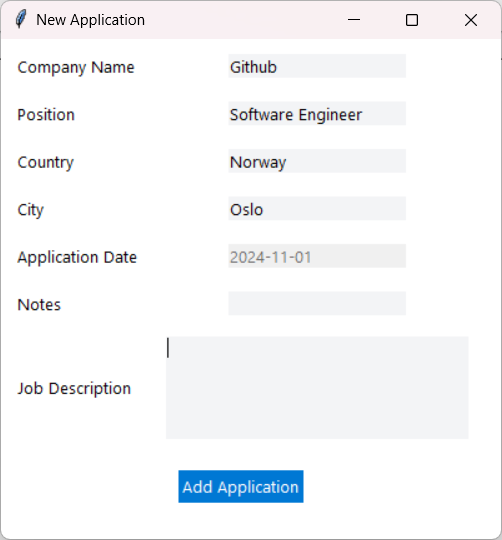 New Application
Company Name Github
Position Software Engineer
Country Norway
City Oslo
Application Date 2024-11-01
Notes
Job Description
Add Application